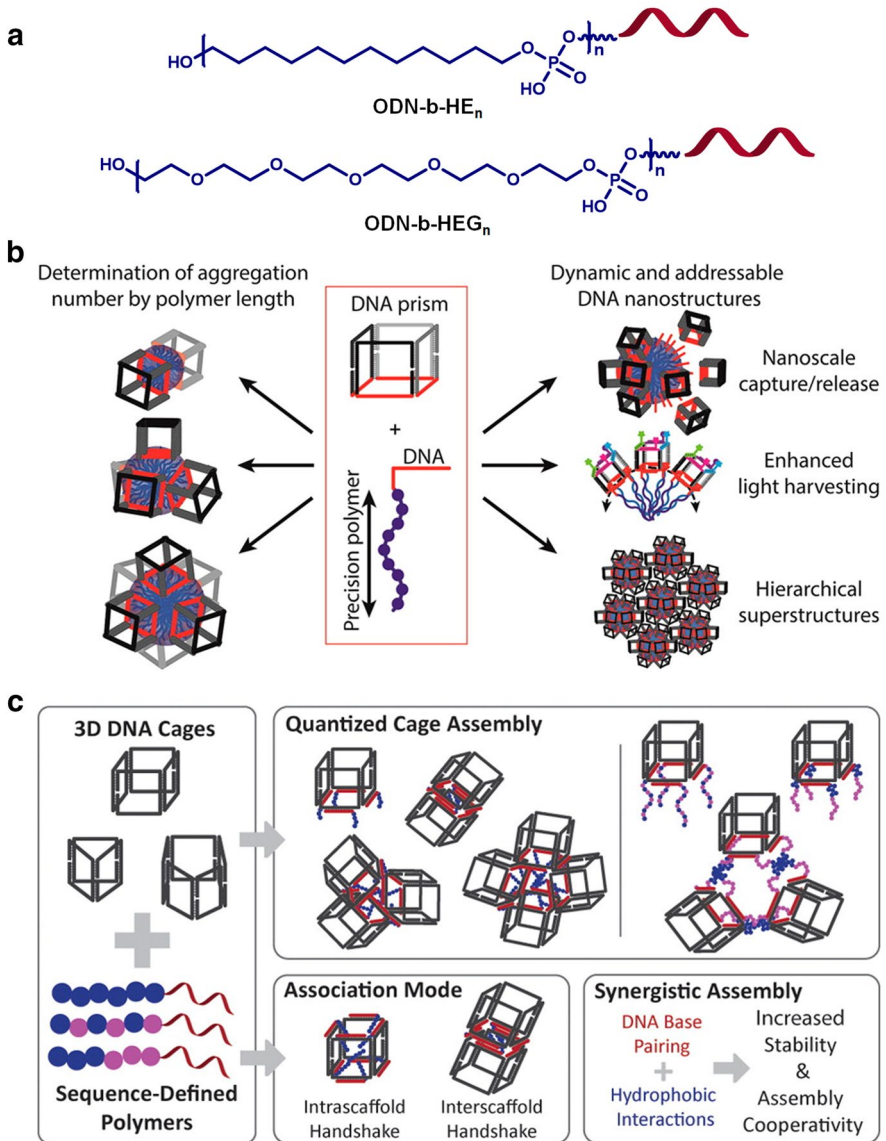 a
HO
O
P
O
HO
O
n
ODN-b-HEn
HO
O
O
O
O
O
O
P
O
HO
O
n
ODN-b-HEGn
b
Determination of aggregation
number by polymer length
DNA prism
+
DNA
Precision polymer
Dynamic and addressable
DNA nanostructures
Nanoscale
capture/release
Enhanced
light harvesting
Hierarchical
superstructures
c
3D DNA Cages
Sequence-Defined
Polymers
Quantized Cage Assembly
Association Mode
Intrascaffold
Handshake
Interscaffold
Handshake
Synergistic Assembly
DNA Base
Pairing
+
Hydrophobic
Interactions
Increased
Stability
&
Assembly
Cooperativity